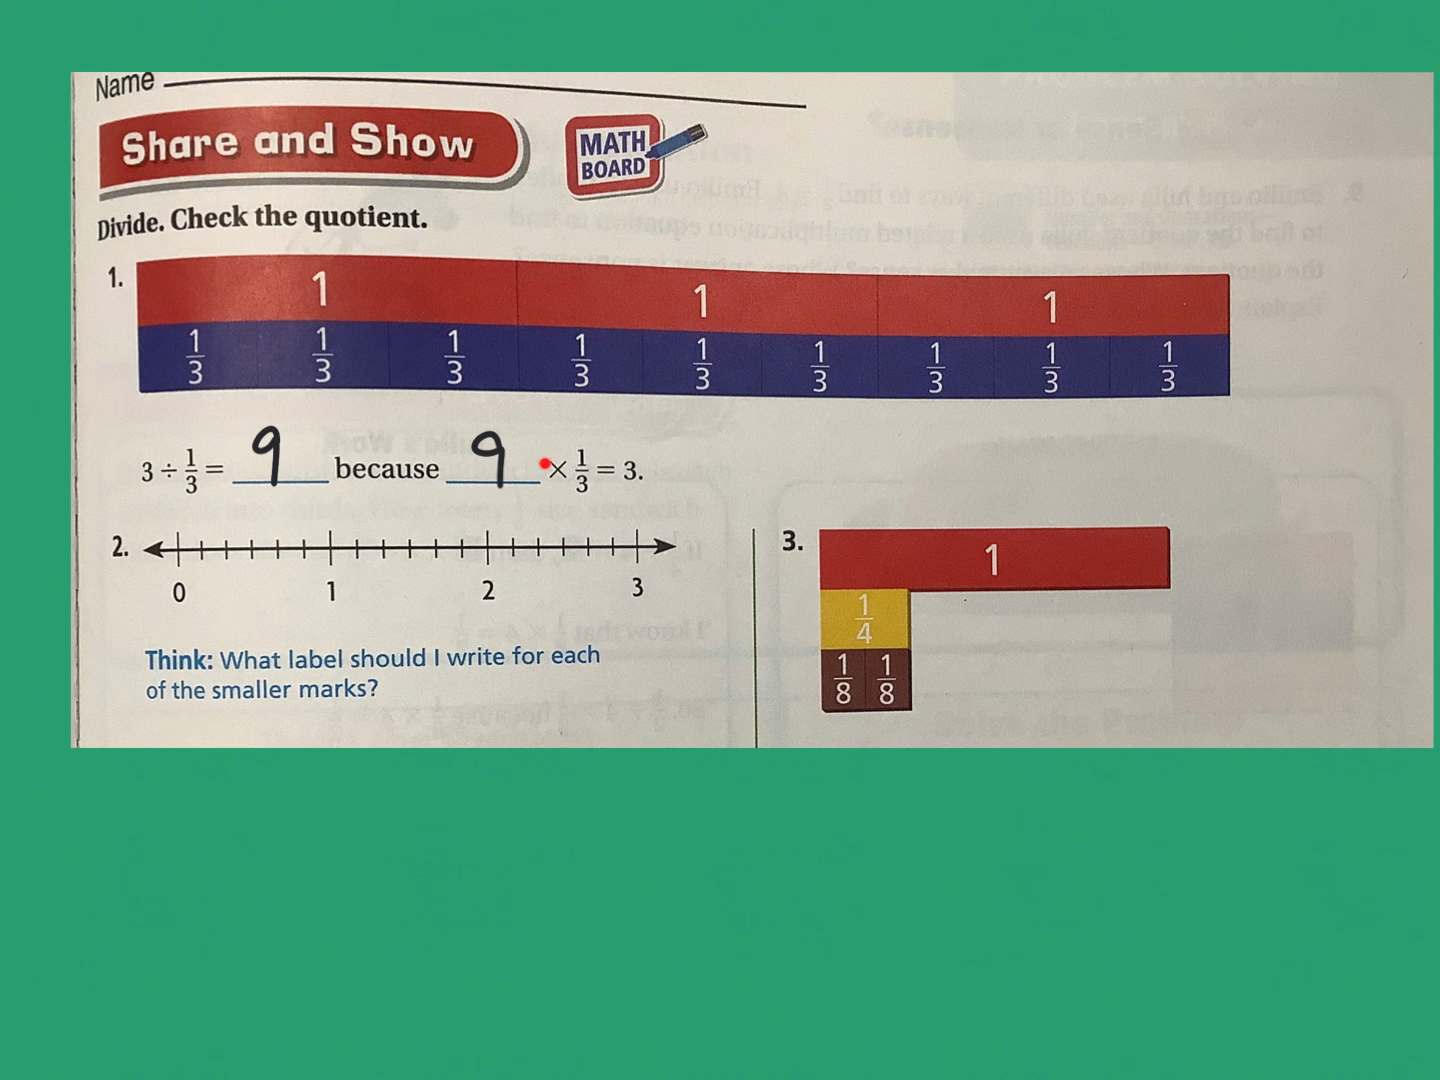 Name
Share and Show
MATH
BOARD
Divide. Check the quotient.
1.
1 1 1
1/3 1/3 1/3 1/3 1/3 1/3 1/3 1/3 1/3
3 ÷ 1/3 = 9 because 9 × 1/3 = 3.
2.
0 1 2 3
Think: What label should I write for each
of the smaller marks?
3.
1
1/4
1/8 1/8